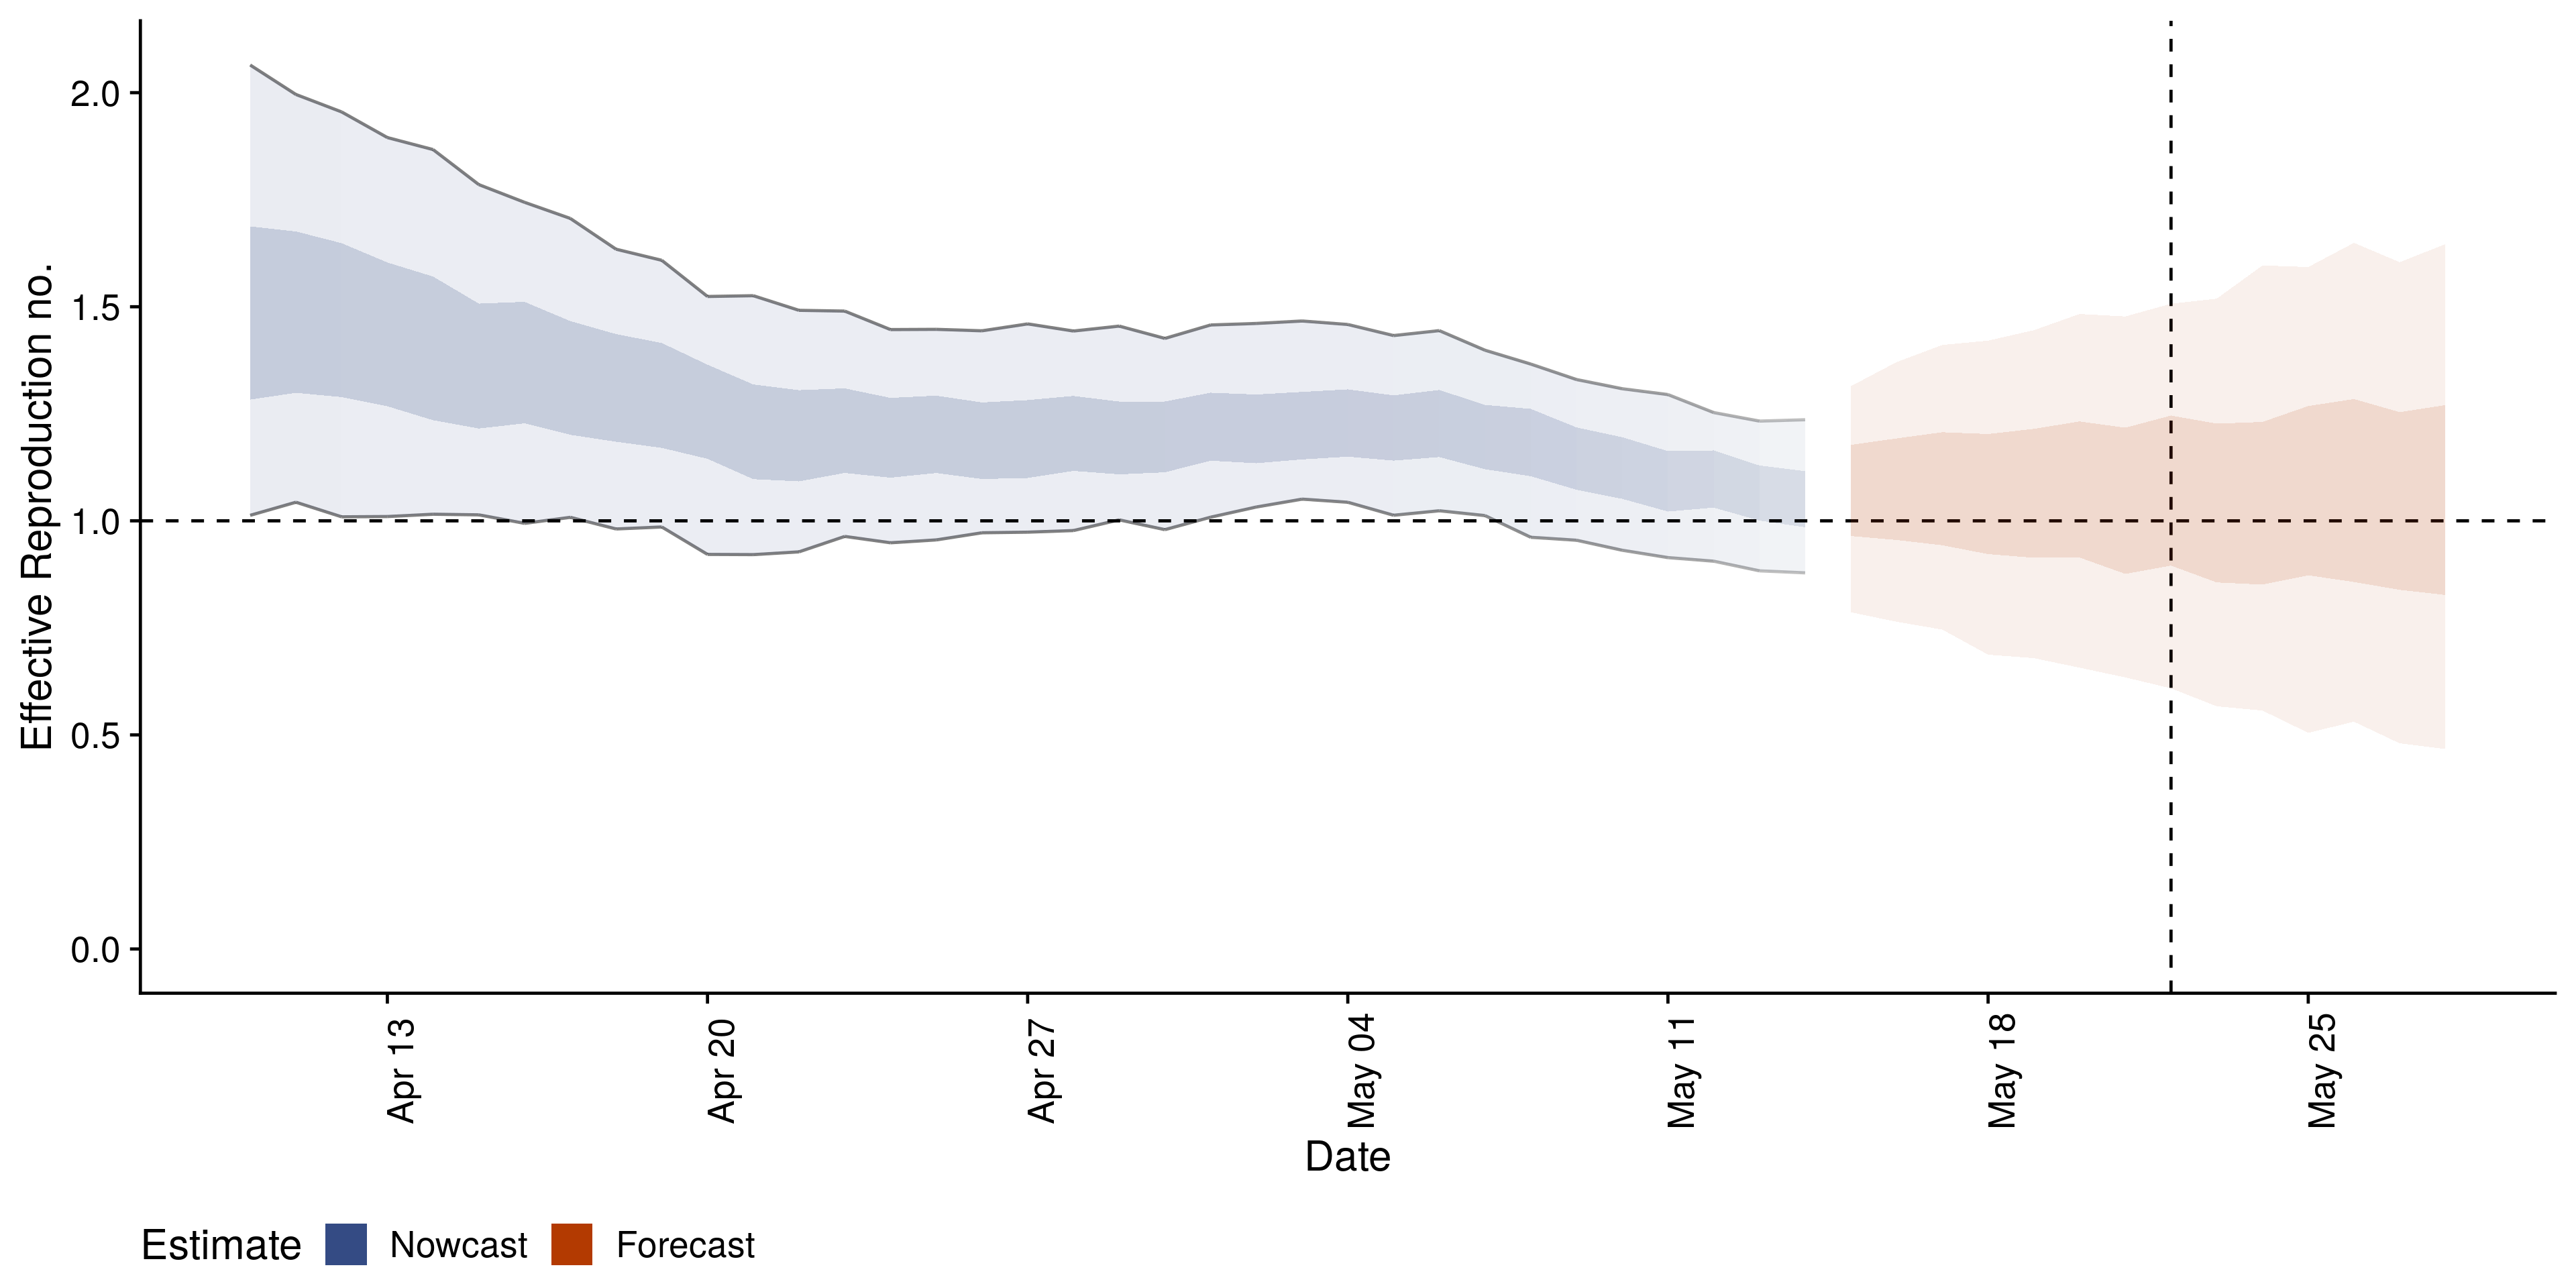 Effective Reproduction no.
2.0
1.5
1.0
0.5
0.0
Apr 13
Apr 20
Apr 27
May 04
May 11
May 18
May 25
Date
Estimate Nowcast Forecast